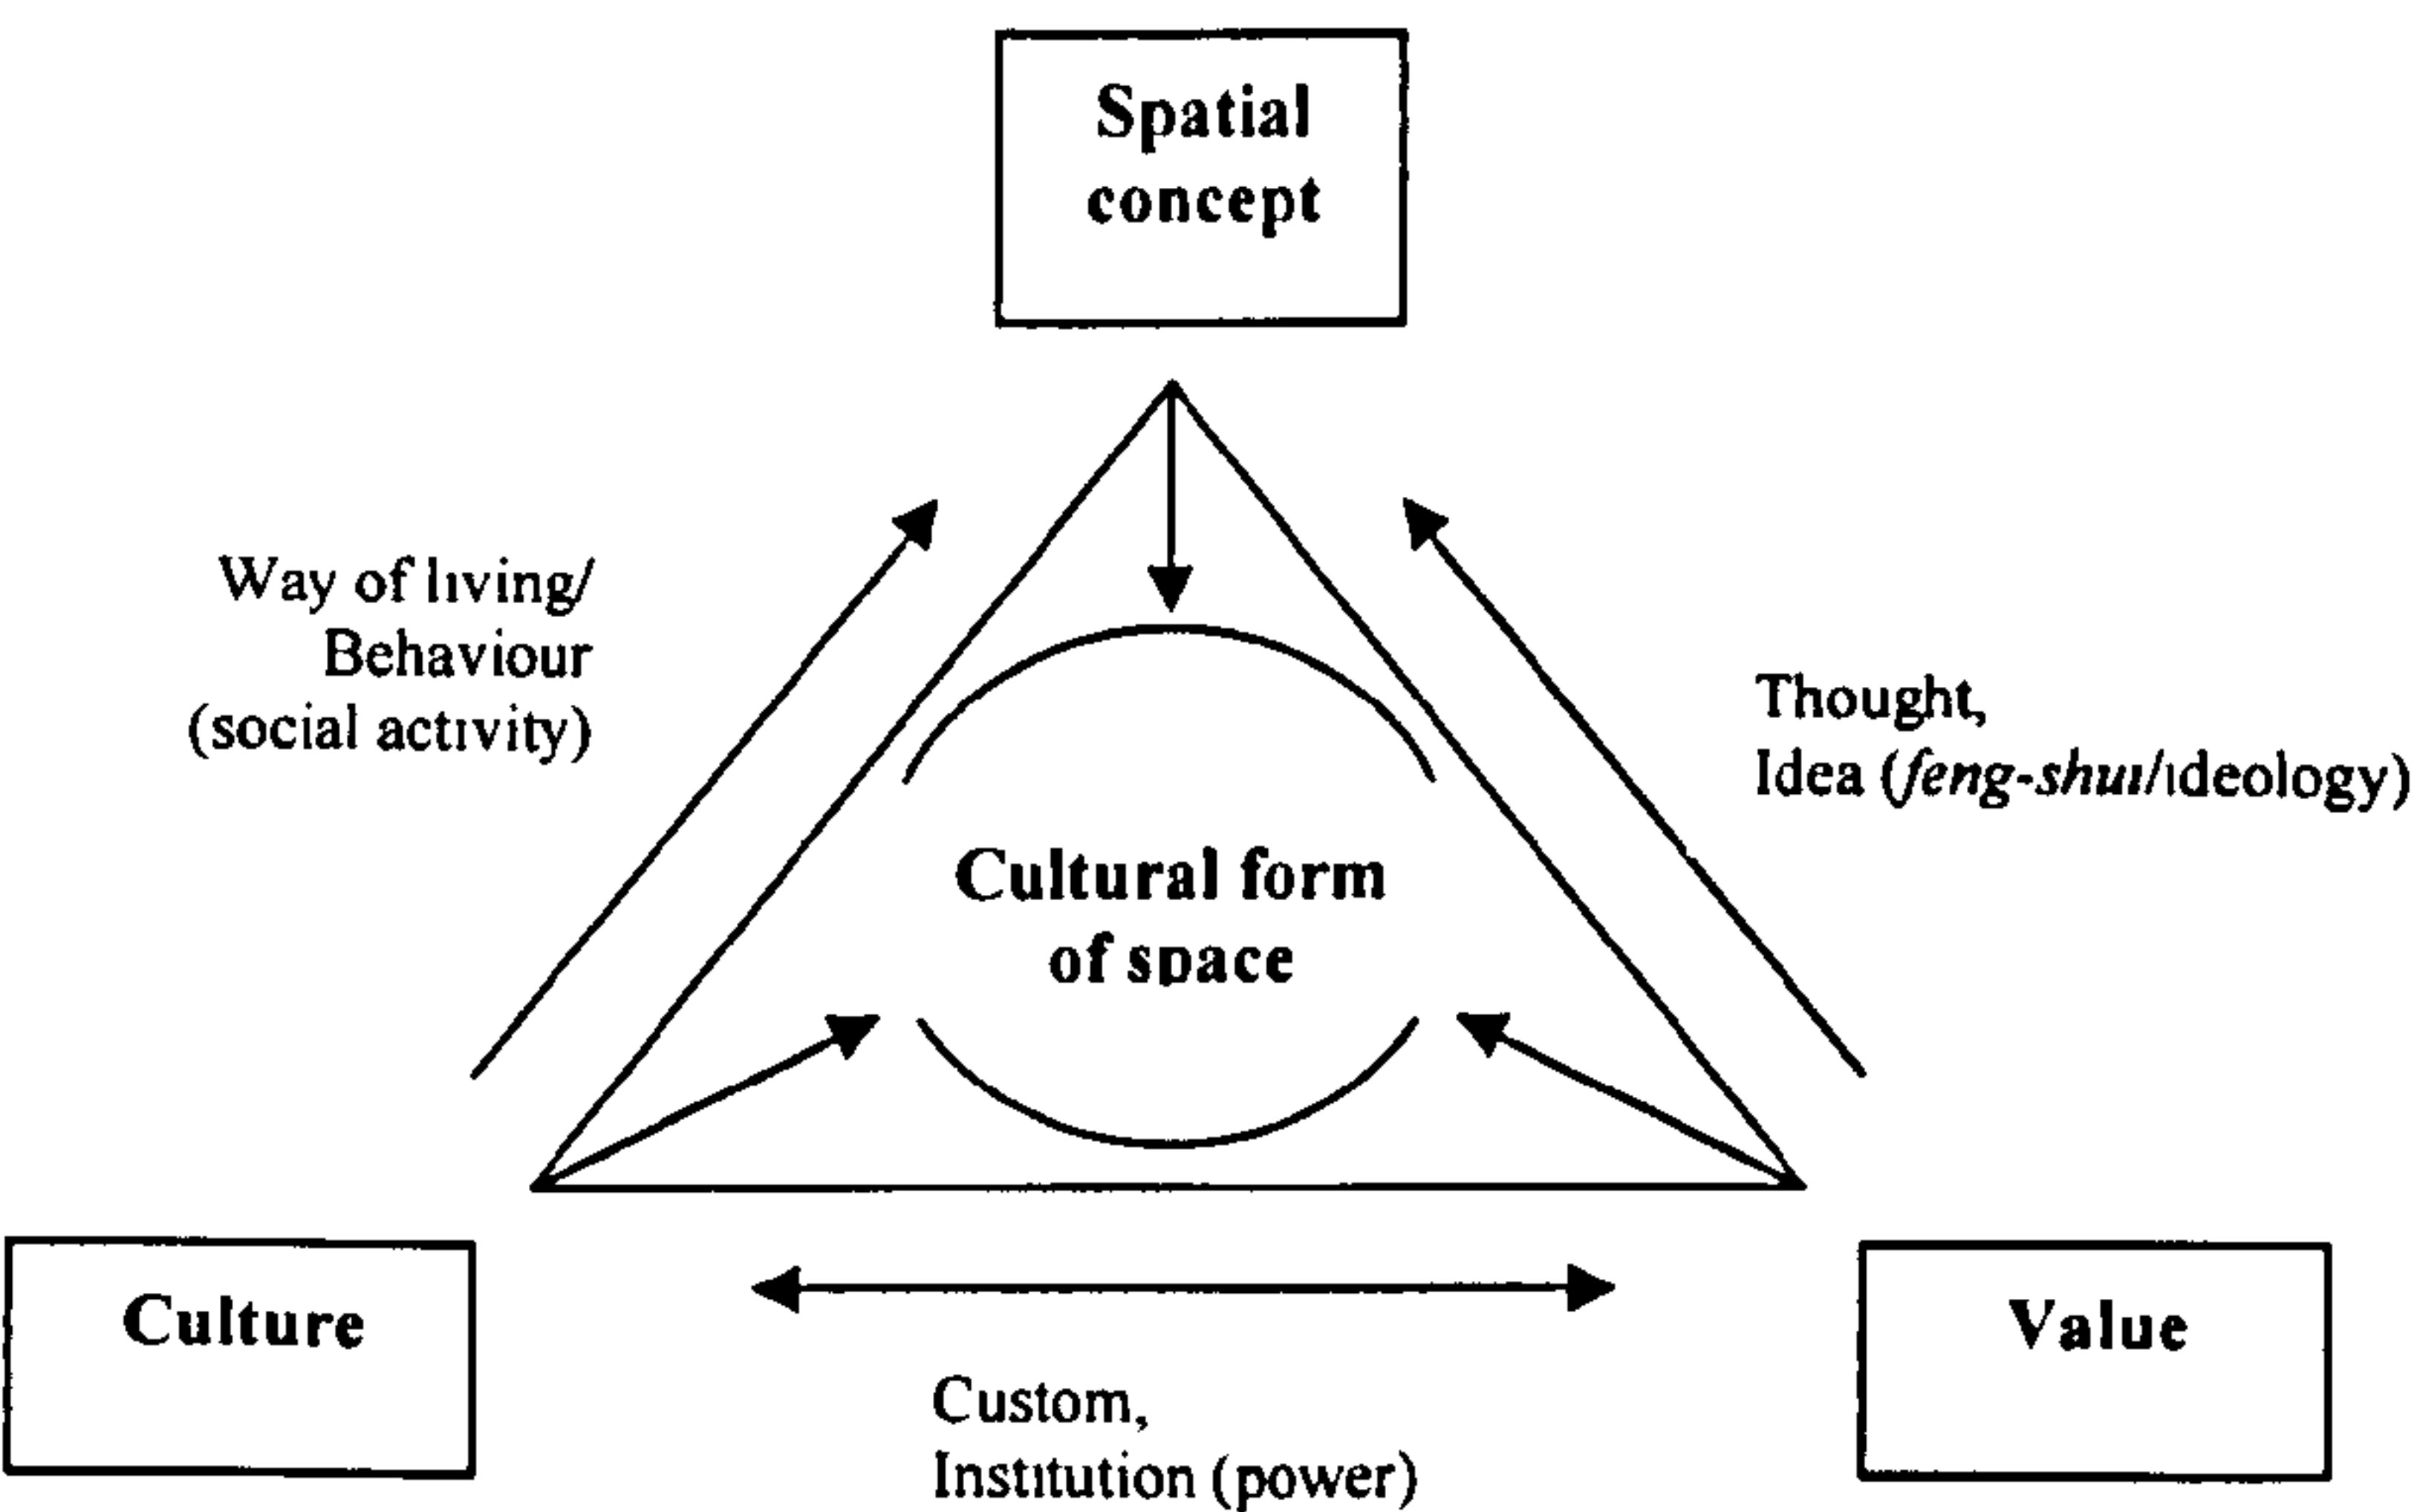 Spatial
concept
Way of living/
Behaviour
(social activity)
Thought,
Idea (feng-shui/ideology)
Cultural form
of space
Culture
Value
Custom,
Institution (power)